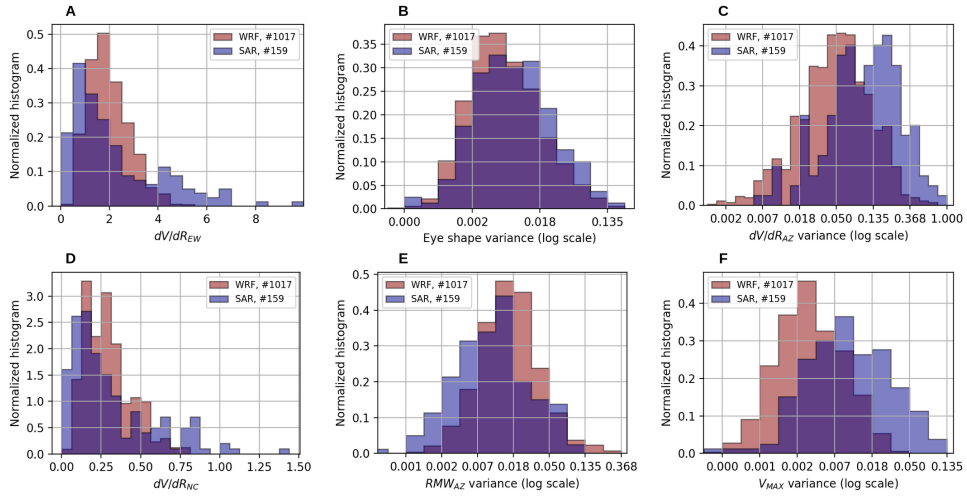 A
Normalized histogram
0.5
0.4
0.3
0.2
0.1
0.0
WRF, #1017
SAR, #159
0 2 4 6 8
dV/dR_EW
B
Normalized histogram
0.35
0.30
0.25
0.20
0.15
0.10
0.05
0.00
WRF, #1017
SAR, #159
0.000 0.002 0.018 0.135
Eye shape variance (log scale)
C
Normalized histogram
0.4
0.3
0.2
0.1
0.0
WRF, #1017
SAR, #159
0.002 0.007 0.018 0.050 0.135 0.368 1.000
dV/dR_AZ variance (log scale)
D
Normalized histogram
3.0
2.5
2.0
1.5
1.0
0.5
0.0
WRF, #1017
SAR, #159
0.00 0.25 0.50 0.75 1.00 1.25 1.50
dV/dR_NC
E
Normalized histogram
0.5
0.4
0.3
0.2
0.1
0.0
WRF, #1017
SAR, #159
0.001 0.002 0.007 0.018 0.050 0.135 0.368
RMW_AZ variance (log scale)
F
Normalized histogram
0.4
0.3
0.2
0.1
0.0
WRF, #1017
SAR, #159
0.000 0.001 0.002 0.007 0.018 0.050 0.135
V_MAX variance (log scale)